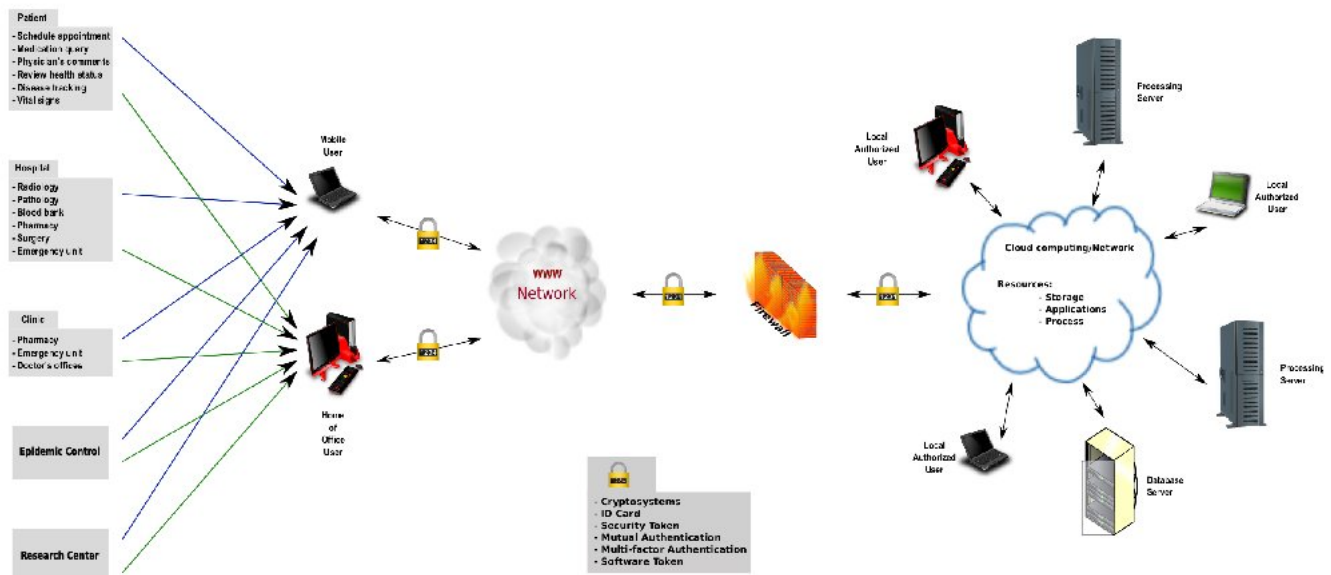 Patient
- Schedule appointment
- Medication query
- Physician's comments
- Review health status
- Disease tracking
- Vital signs
Hospital
- Radiology
- Pathology
- Blood bank
- Pharmacy
- Surgery
- Emergency unit
Clinic
- Pharmacy
- Emergency unit
- Doctor's offices
Epidemic Control
Research Center
Mobile
User
Home
of
Office
User
www
Network
Firewall
- Cryptosystems
- ID Card
- Security Token
- Mutual Authentication
- Multi-factor Authentication
- Software Token
Local
Authorized
User
Processing
Server
Local
Authorized
User
Cloud computing/Network
Resources:
- Storage
- Applications
- Process
Processing
Server
Local
Authorized
User
Database
Server